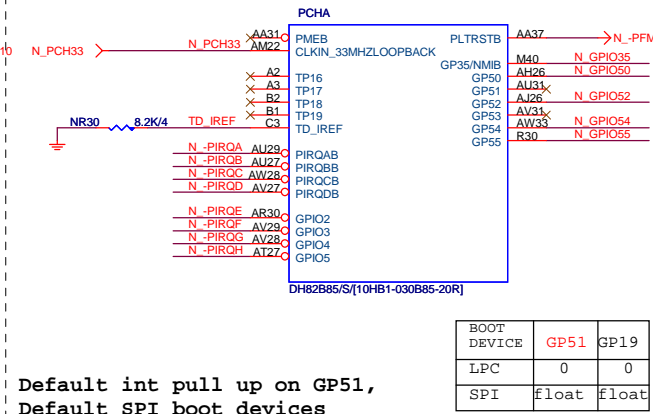 PCHA
AA31 PMEB PLTRSTB AA37 N_-PFM
10 N_PCH33 N_PCH33 AM22 CLKIN_33MHZLOOPBACK
GP35/NMIB M40 N_GPIO35
A2 TP16 GP50 AH26 N_GPIO50
A3 TP17 GP51 AU31
B2 TP18 GP52 AJ26 N_GPIO52
B1 TP19 GP53 AV31
NR30 8.2K/4 TD_IREF C3 TD_IREF GP54 AW33 N_GPIO54
GP55 R30 N_GPIO55
N_-PIRQA AU29 PIRQAB
N_-PIRQB AU27 PIRQBB
N_-PIRQC AW28 PIRQCB
N_-PIRQD AV27 PIRQDB
N_-PIRQE AR30 GPIO2
N_-PIRQF AV29 GPIO3
N_-PIRQG AV28 GPIO4
N_-PIRQH AT27 GPIO5
DH82B85/S/[10HB1-030B85-20R]
BOOT
DEVICE GP51 GP19
LPC 0 0
SPI float float
Default int pull up on GP51,
Default SPI boot devices